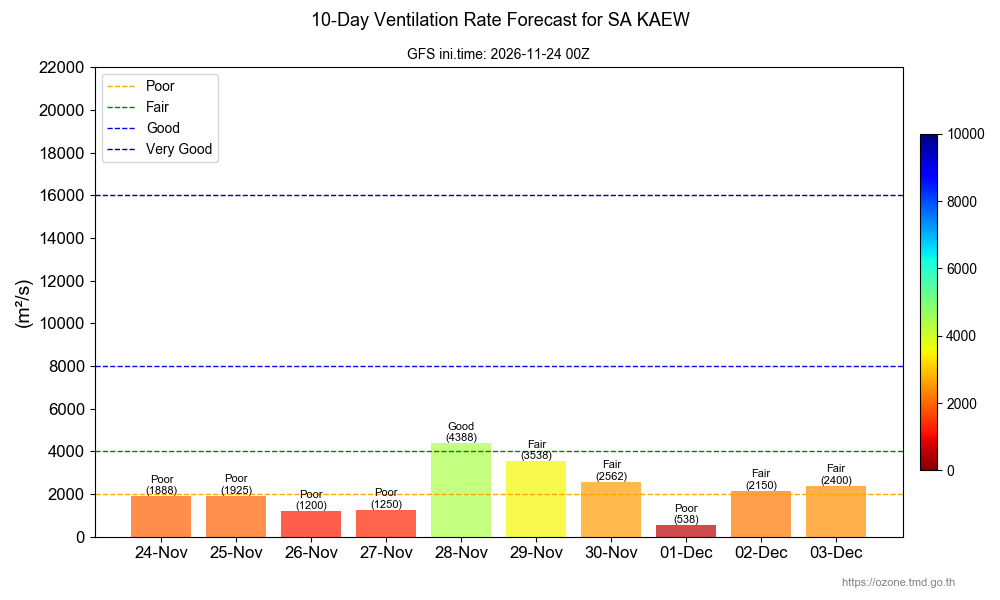 10-Day Ventilation Rate Forecast for SA KAEW
GFS ini.time: 2026-11-24 00Z
(m²/s)
22000
20000
18000
16000
14000
12000
10000
8000
6000
4000
2000
0
Poor
Fair
Good
Very Good
Poor
(1888)
Poor
(1925)
Poor
(1200)
Poor
(1250)
Good
(4388)
Fair
(3538)
Fair
(2562)
Poor
(538)
Fair
(2150)
Fair
(2400)
24-Nov 25-Nov 26-Nov 27-Nov 28-Nov 29-Nov 30-Nov 01-Dec 02-Dec 03-Dec
10000
8000
6000
4000
2000
0
https://ozone.tmd.go.th